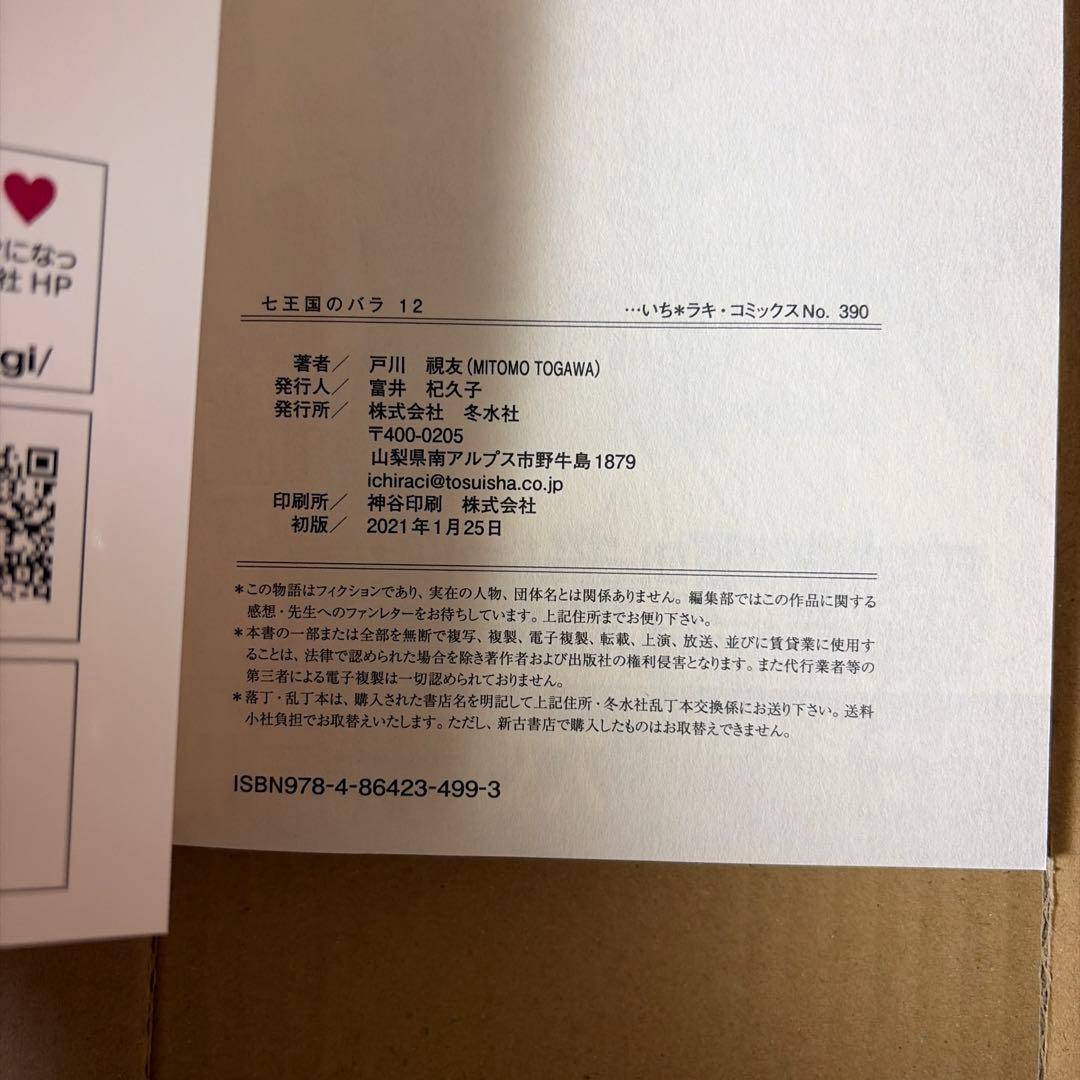 になっ
社 HP
gi/
七王国のバラ 12
…いち＊ラキ・コミックスNo. 390
著者／ 戸川 視友(MITOMO TOGAWA)
発行人／ 富井 杞久子
発行所／ 株式会社 冬水社
〒400-0205
山梨県南アルプス市野牛島1879
ichiraci@tosuisha.co.jp
印刷所／ 神谷印刷 株式会社
初版／ 2021年1月25日
＊この物語はフィクションであり、実在の人物、団体名とは関係ありません。編集部ではこの作品に関する
感想・先生へのファンレターをお待ちしています。上記住所までお便り下さい。
＊本書の一部または全部を無断で複写、複製、電子複製、転載、上演、放送、並びに賃貸業に使用す
ることは、法律で認められた場合を除き著作者および出版社の権利侵害となります。また代行業者等の
第三者による電子複製は一切認められておりません。
＊落丁・乱丁本は、購入された書店名を明記して上記住所・冬水社乱丁本交換係にお送り下さい。送料
小社負担でお取替えいたします。ただし、新古書店で購入したものはお取替えできません。
ISBN978-4-86423-499-3